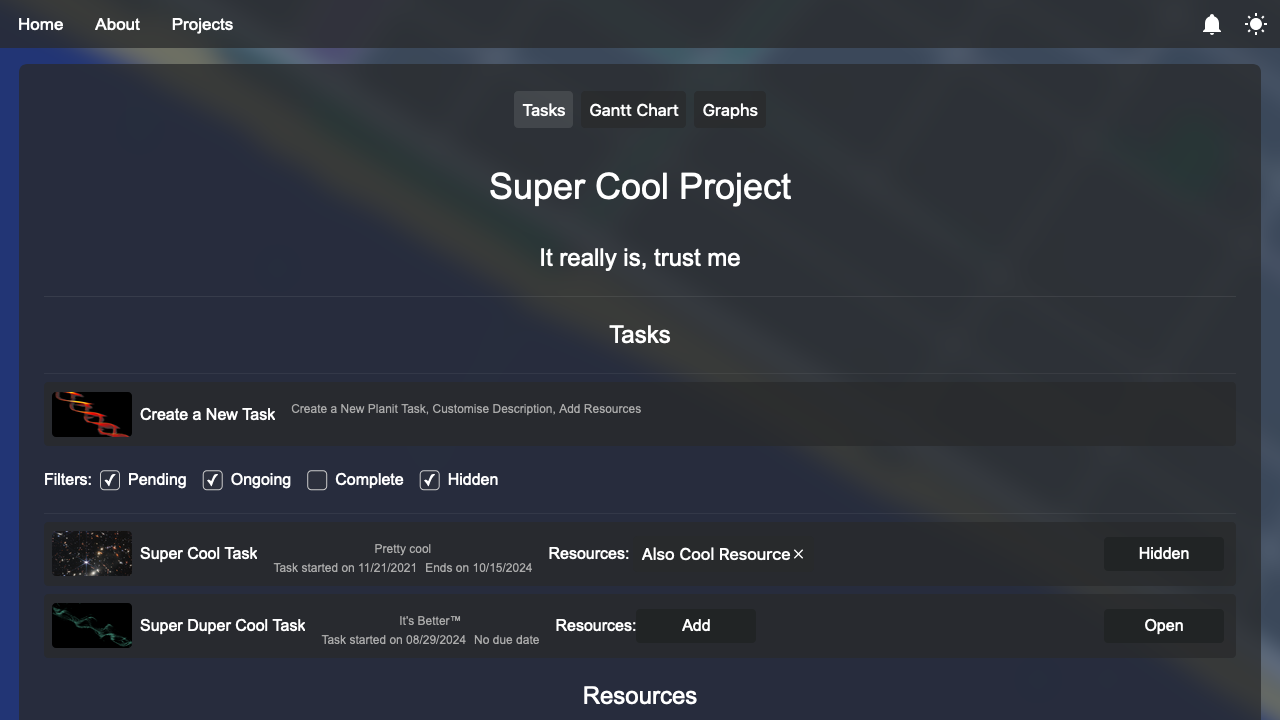 Home About Projects
Tasks Gantt Chart Graphs
Super Cool Project
It really is, trust me
Tasks
Create a New Task Create a New Planit Task, Customise Description, Add Resources
Filters: Pending Ongoing Complete Hidden
Super Cool Task Pretty cool Resources: Also Cool Resource× Hidden
Task started on 11/21/2021 Ends on 10/15/2024
Super Duper Cool Task It's Better™ Resources: Add Open
Task started on 08/29/2024 No due date
Resources